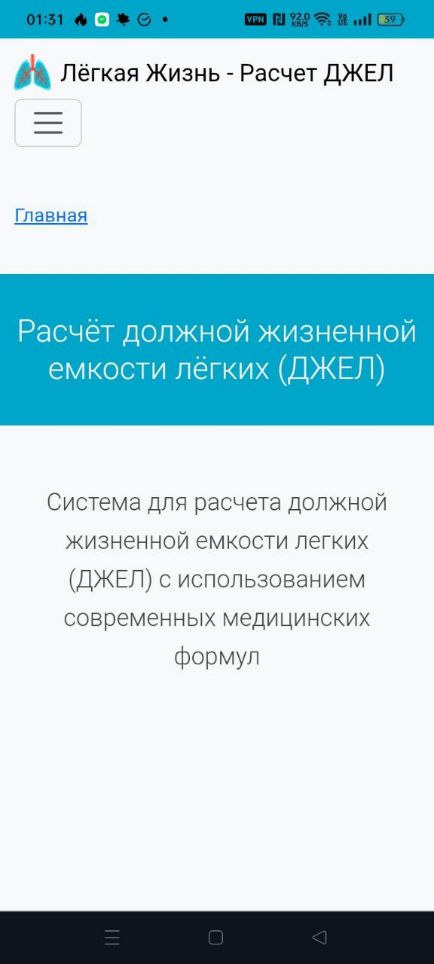 01:31
VPN 92,0 KB/S 39
Лёгкая Жизнь - Расчет ДЖЕЛ
Главная
Расчёт должной жизненной
емкости лёгких (ДЖЕЛ)
Система для расчета должной
жизненной емкости легких
(ДЖЕЛ) с использованием
современных медицинских
формул